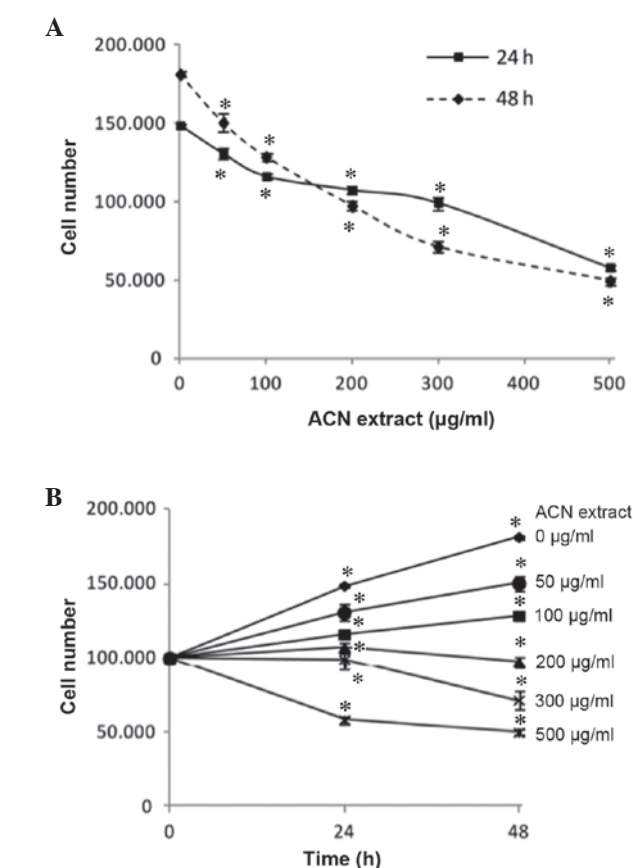 A
200.000
150.000
100.000
50.000
0
Cell number
24 h
48 h
*
*
*
*
*
*
*
*
*
*
0 100 200 300 400 500
ACN extract (µg/ml)
B
200.000
150.000
100.000
50.000
0
Cell number
ACN extract
* 0 µg/ml
* * 50 µg/ml
* * 100 µg/ml
* * 200 µg/ml
* * 300 µg/ml
* * 500 µg/ml
*
0 24 48
Time (h)